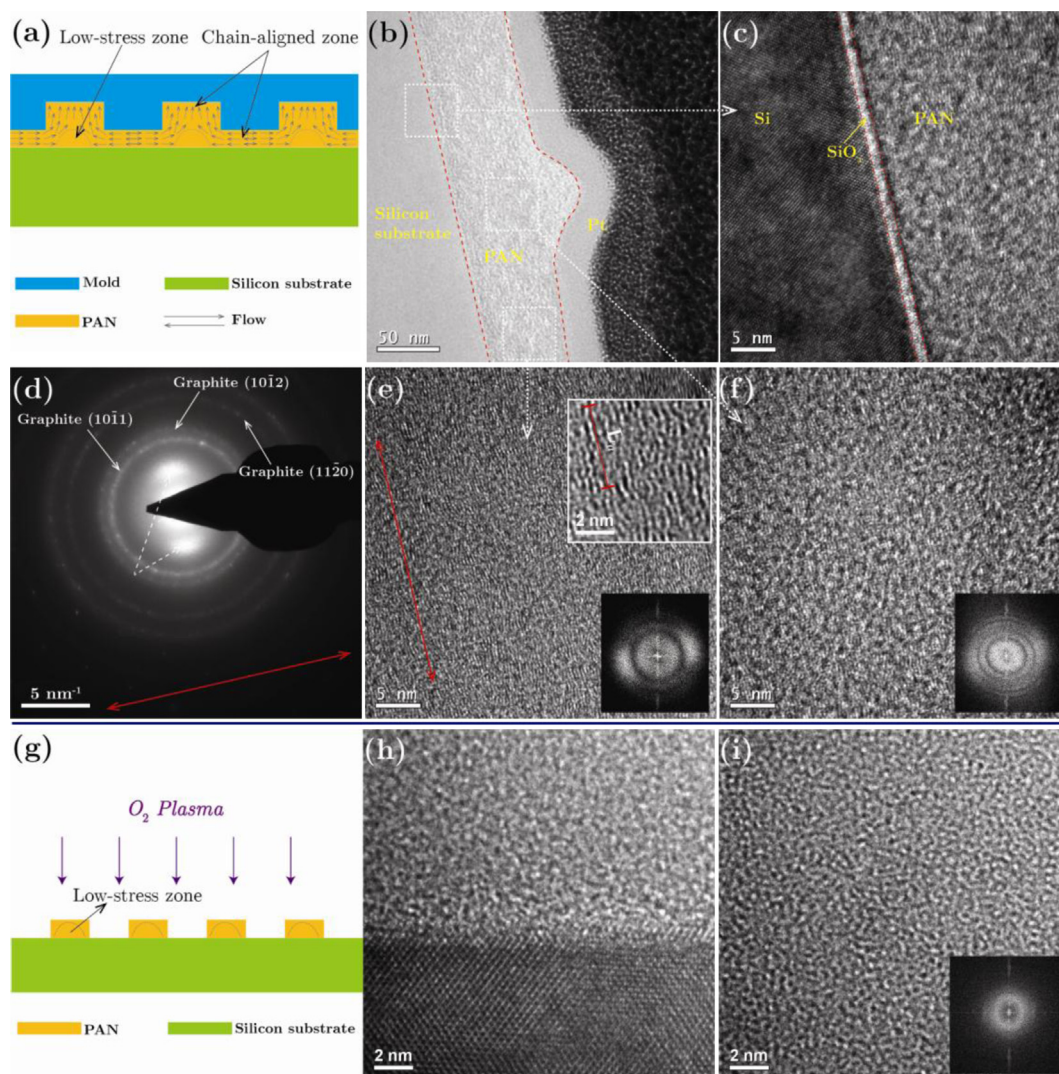 (a)
Low-stress zone
Chain-aligned zone
Mold
Silicon substrate
PAN
Flow
(b)
Silicon
substrate
PAN
Pt
50 nm
(c)
Si
SiO₂
PAN
5 nm
(d)
Graphite (101̄2)
Graphite (101̄1)
Graphite (112̄0)
5 nm⁻¹
(e)
2 nm
5 nm
(f)
5 nm
(g)
O₂ Plasma
Low-stress zone
PAN
Silicon substrate
(h)
2 nm
(i)
2 nm